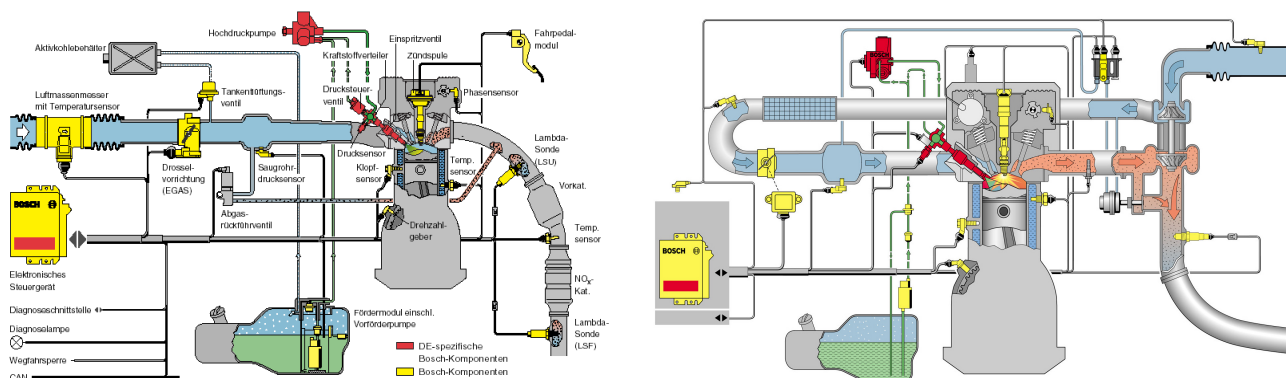 Hochdruckpumpe
Aktivkohlebehälter
Einspritzventil
Fahrpedal-
modul
Kraftstoffverteiler
Zündspule
Luftmassenmesser
mit Temperatursensor
Tankentlüftungs-
ventil
Drucksteuer-
ventil
Phasensensor
Drucksensor
Lambda-
Sonde
(LSU)
Klopf-
sensor
Temp.
sensor
Drossel-
vorrichtung
(EGAS)
Saugrohr-
drucksensor
Vorkat.
BOSCH
Abgas-
rückführventil
Drehzahl-
geber
Temp.
sensor
Elektronisches
Steuergerät
NOx-
Kat.
Diagnoseschnittstelle
Diagnoselampe
Wegfahrsperre
CAN
Fördermodul einschl.
Vorförderpumpe
Lambda-
Sonde
(LSF)
DE-spezifische
Bosch-Komponenten
Bosch-Komponenten
BOSCH
BOSCH